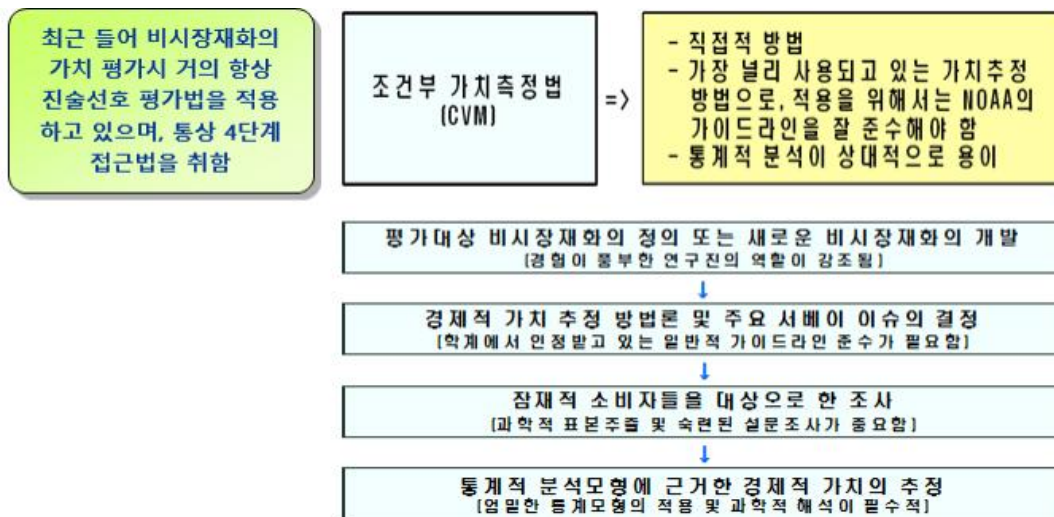 최근 들어 비시장재화의
가치 평가시 거의 항상
진술선호 평가법을 적용
하고 있으며, 통상 4단계
접근법을 취함
조건부 가치측정법
(CVM)
=>
- 직접적 방법
- 가장 널리 사용되고 있는 가치추정
방법으로, 적용을 위해서는 NOAA의
가이드라인을 잘 준수해야 함
- 통계적 분석이 상대적으로 용이
평가대상 비시장재화의 정의 또는 새로운 비시장재화의 개발
(경험이 풍부한 연구진의 역할이 강조됨)
↓
경제적 가치 추정 방법론 및 주요 서베이 이슈의 결정
(학계에서 인정받고 있는 일반적 가이드라인 준수가 필요함)
↓
잠재적 소비자들을 대상으로 한 조사
(과학적 표본추출 및 숙련된 설문조사가 중요함)
↓
통계적 분석모형에 근거한 경제적 가치의 추정
(엄밀한 통계모형의 적용 및 과학적 해석이 필수적)